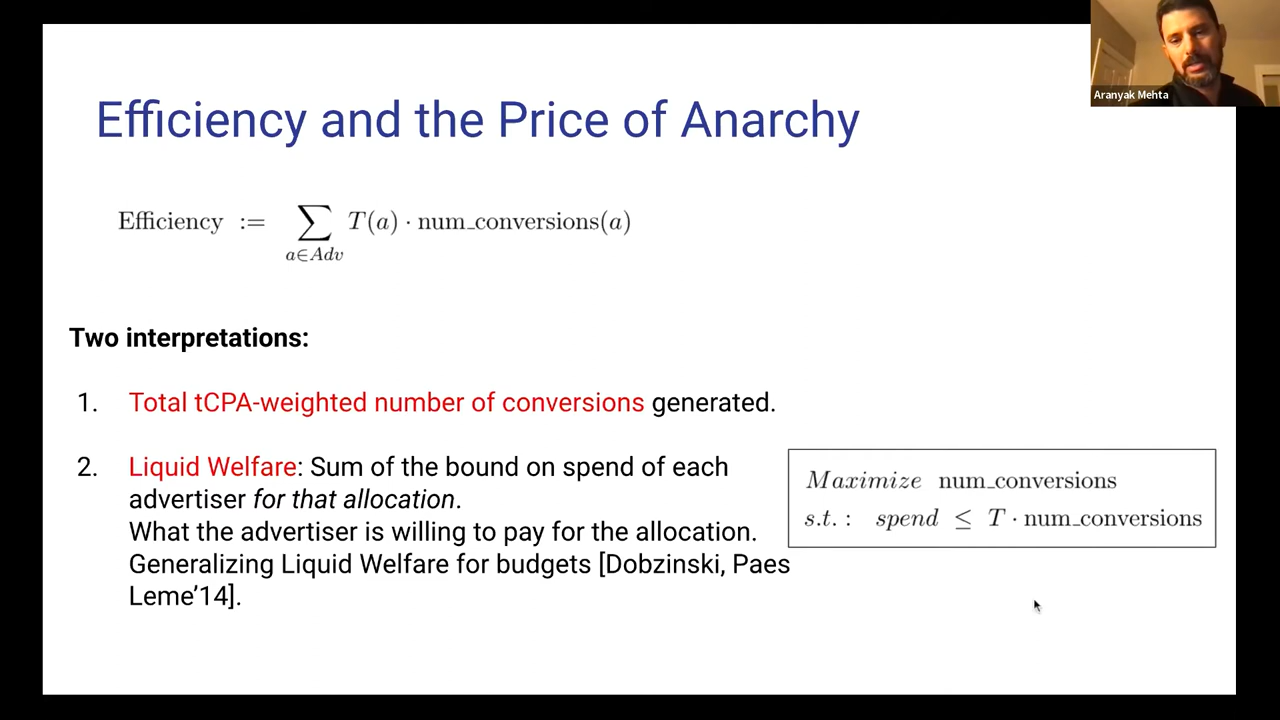 Aranyak Mehta
Efficiency and the Price of Anarchy
Efficiency := ∑ T(a) · num_conversions(a)
a∈Adv
Two interpretations:
1. Total tCPA-weighted number of conversions generated.
2. Liquid Welfare: Sum of the bound on spend of each
advertiser for that allocation.
What the advertiser is willing to pay for the allocation.
Generalizing Liquid Welfare for budgets [Dobzinski, Paes
Leme’14].
Maximize num_conversions
s.t. : spend ≤ T · num_conversions